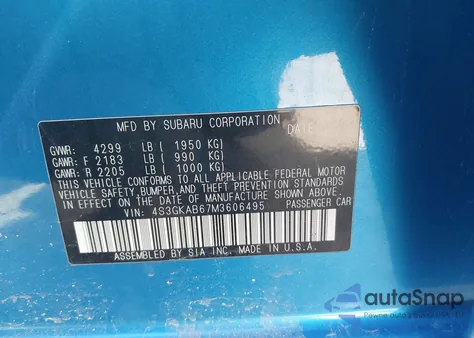 MFD BY SUBARU CORPORATION
DATE
GVWR: 4299 LB ( 1950 KG)
GAWR: F 2183 LB ( 990 KG)
GAWR: R 2205 LB ( 1000 KG)
THIS VEHICLE CONFORMS TO ALL APPLICABLE FEDERAL MOTOR
VEHICLE SAFETY, BUMPER, AND THEFT PREVENTION STANDARDS
IN EFFECT ON THE DATE OF MANUFACTURE SHOWN ABOVE.
VIN: 4S3GKAB67M3606495 PASSENGER CAR
ASSEMBLED BY SIA INC. MADE IN U.S.A.
autoSnap